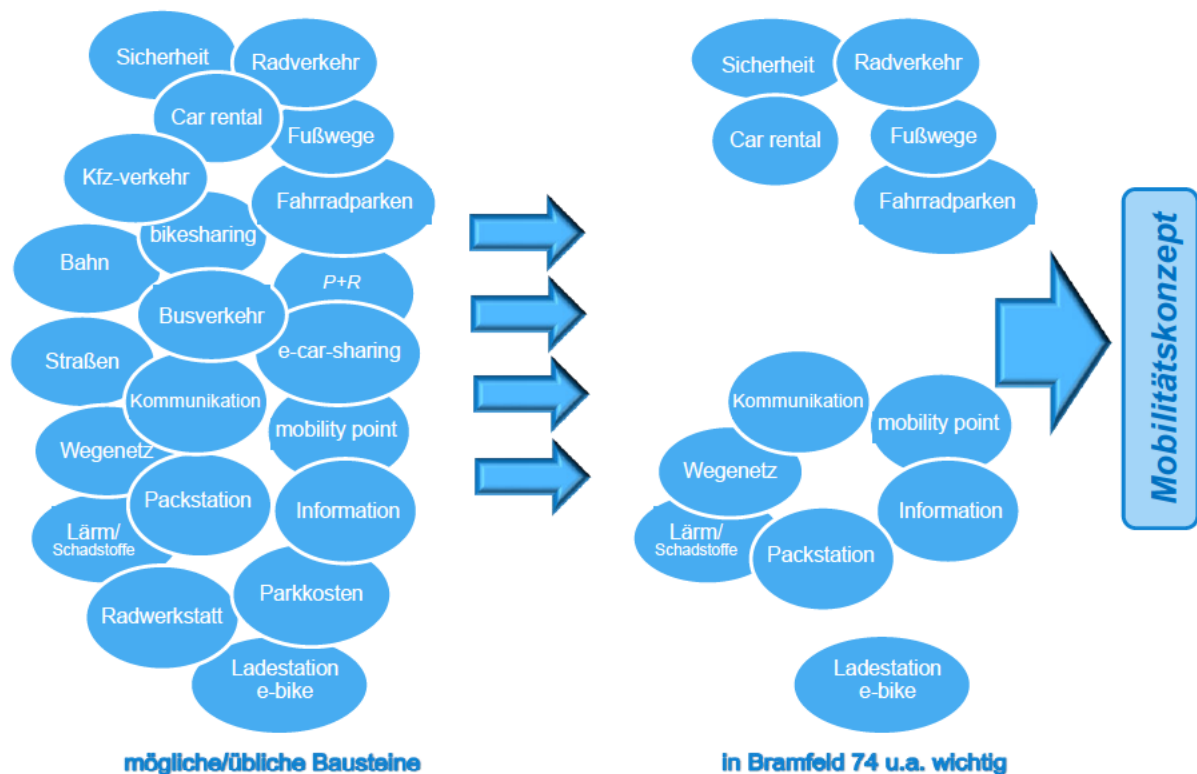 Sicherheit
Radverkehr
Car rental
Fußwege
Kfz-verkehr
Fahrradparken
bikesharing
Bahn
P+R
Busverkehr
e-car-sharing
Straßen
Kommunikation
mobility point
Wegenetz
Packstation
Information
Lärm/
Schadstoffe
Parkkosten
Radwerkstatt
Ladestation
e-bike
mögliche/übliche Bausteine
Sicherheit
Radverkehr
Car rental
Fußwege
Fahrradparken
Kommunikation
mobility point
Wegenetz
Information
Lärm/
Schadstoffe
Packstation
Ladestation
e-bike
in Bramfeld 74 u.a. wichtig
Mobilitätskonzept